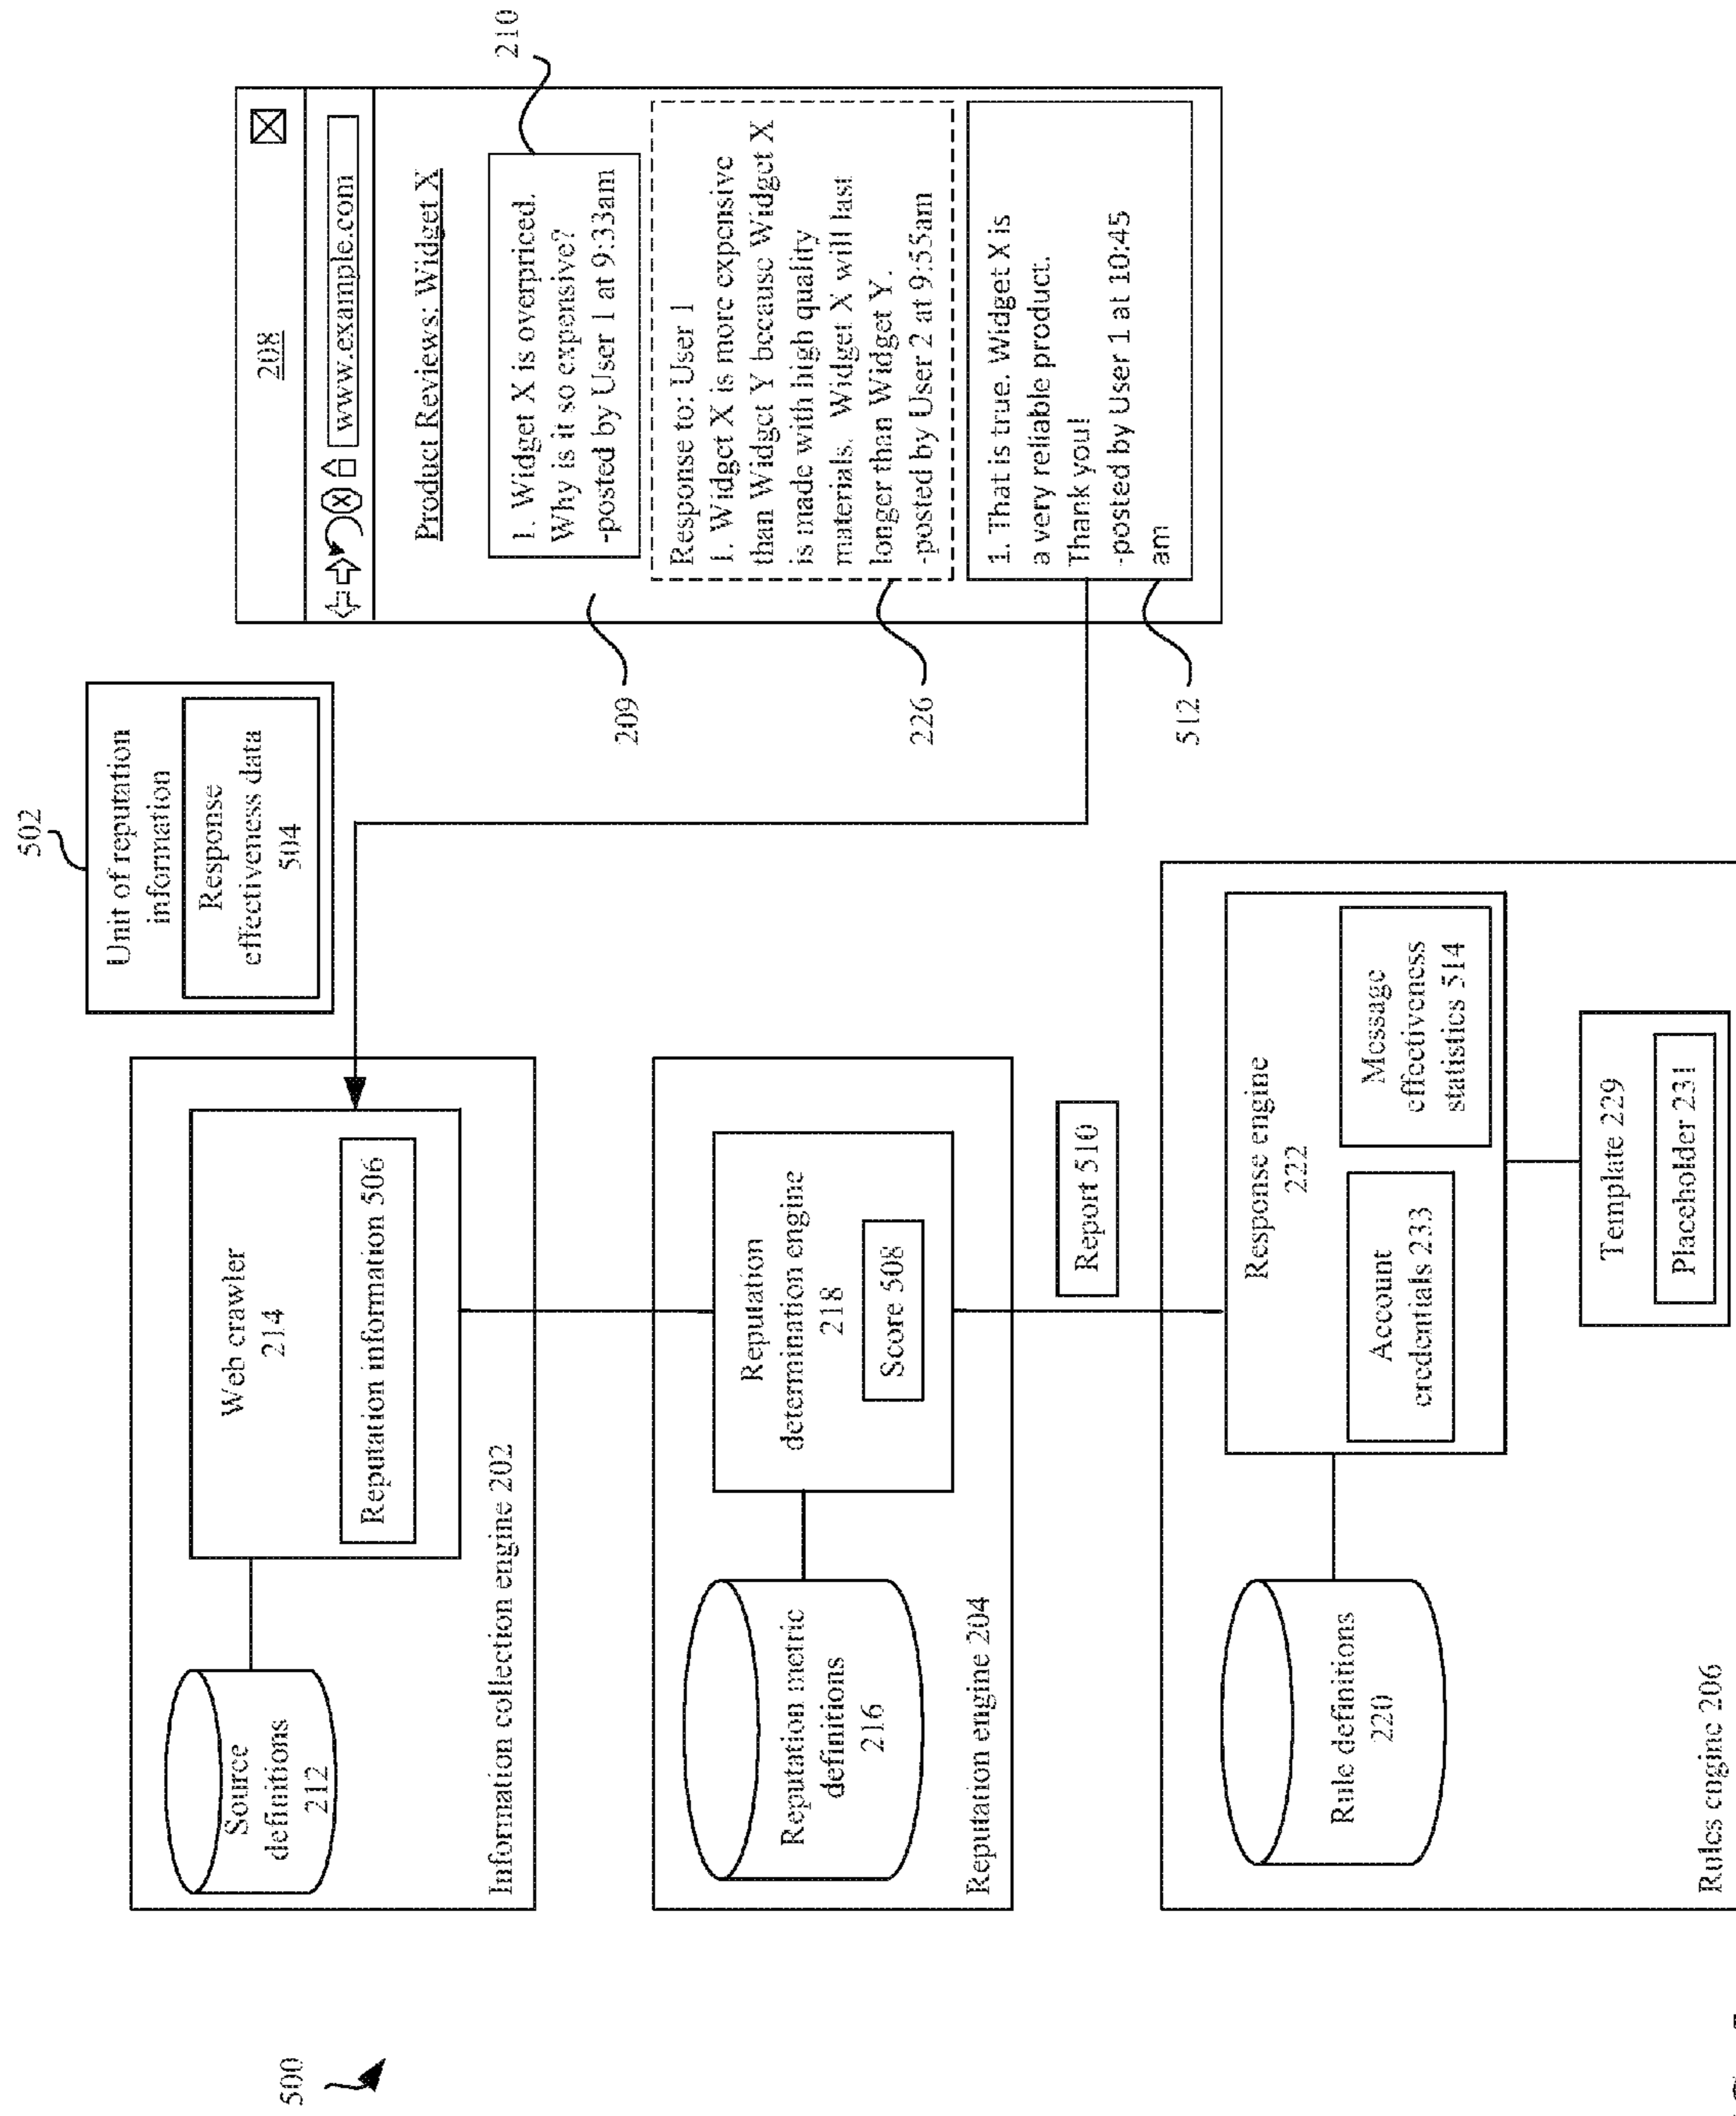 500
502
Unit of reputation
information
Response
effectiveness data
504
Source
definitions
212
Web crawler
214
Reputation information 506
Information collection engine 202
Reputation metric
definitions
216
Reputation
determination engine
218
Score 508
Reputation engine 204
Report 510
Rule definitions
220
Response engine
222
Account
credentials 233
Message
effectiveness
statistics 514
Template 229
Placeholder 231
Rules engine 206
208
www.example.com
Product Reviews: Widget X
1. Widget X is overpriced.
Why is it so expensive?
-posted by User 1 at 9:33am
210
209
Response to: User 1
1. Widget X is more expensive
than Widget Y because Widget X
is made with high quality
materials. Widget X will last
longer than Widget Y.
-posted by User 2 at 9:55am
226
1. That is true. Widget X is
a very reliable product.
Thank you!
-posted by User 1 at 10:45
am
512